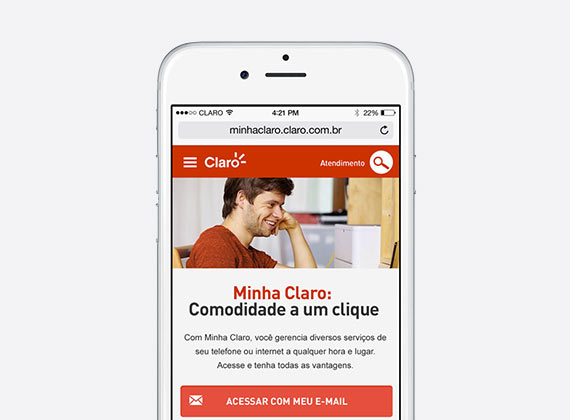 CLARO 4:21 PM 22%
minhaclaro.claro.com.br
Claro Atendimento
Minha Claro:
Comodidade a um clique
Com Minha Claro, você gerencia diversos serviços de
seu telefone ou internet a qualquer hora e lugar.
Acesse e tenha todas as vantagens.
ACESSAR COM MEU E-MAIL